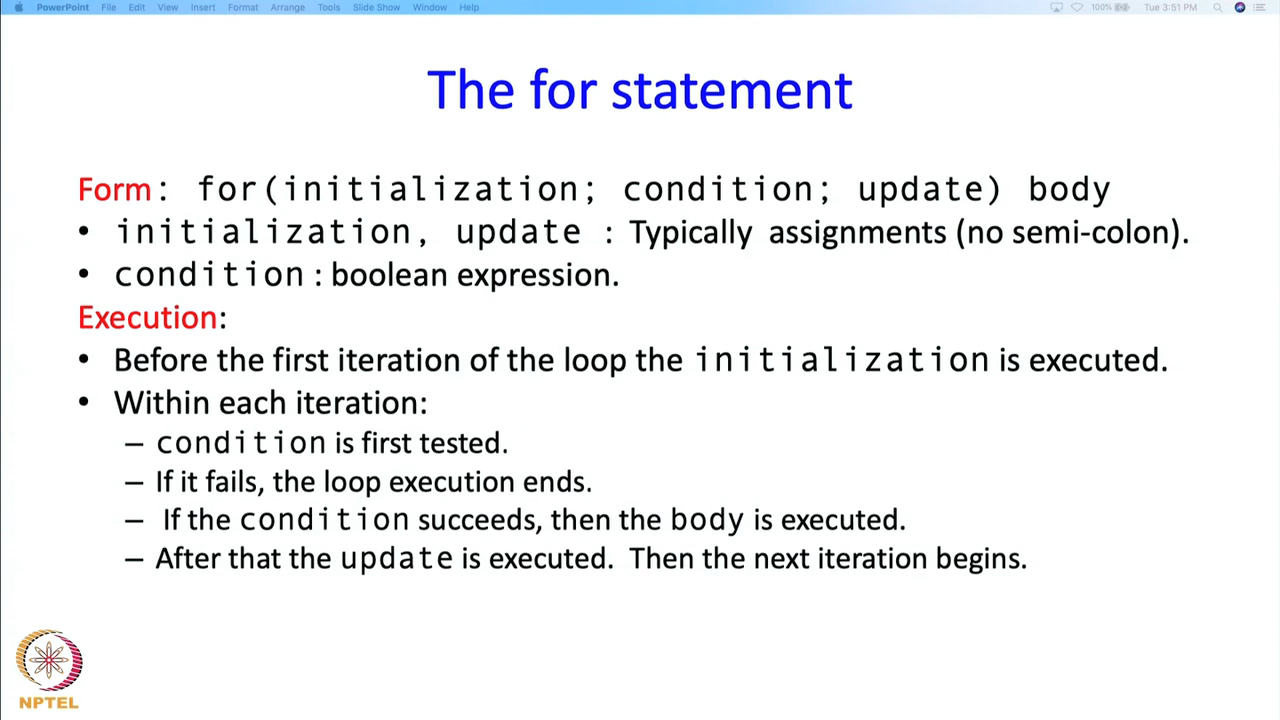 PowerPoint File Edit View Insert Format Arrange Tools Slide Show Window Help 100% Tue 3:51 PM
The for statement
Form: for(initialization; condition; update) body
• initialization, update : Typically assignments (no semi-colon).
• condition: boolean expression.
Execution:
• Before the first iteration of the loop the initialization is executed.
• Within each iteration:
– condition is first tested.
– If it fails, the loop execution ends.
– If the condition succeeds, then the body is executed.
– After that the update is executed. Then the next iteration begins.
NPTEL